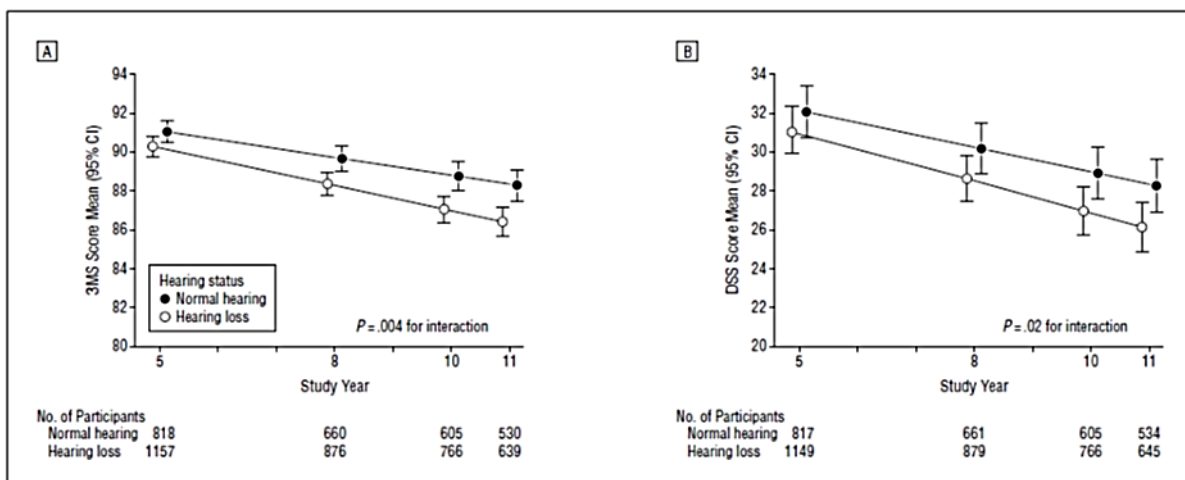 A
94
92
90
88
86
84
82
80
3MS Score Mean (95% CI)
Hearing status
Normal hearing
Hearing loss
P = .004 for interaction
5 8 10 11
Study Year
No. of Participants
Normal hearing 818 660 605 530
Hearing loss 1157 876 766 639
B
34
32
30
28
26
24
22
20
DSS Score Mean (95% CI)
P = .02 for interaction
5 8 10 11
Study Year
No. of Participants
Normal hearing 817 661 605 534
Hearing loss 1149 879 766 645